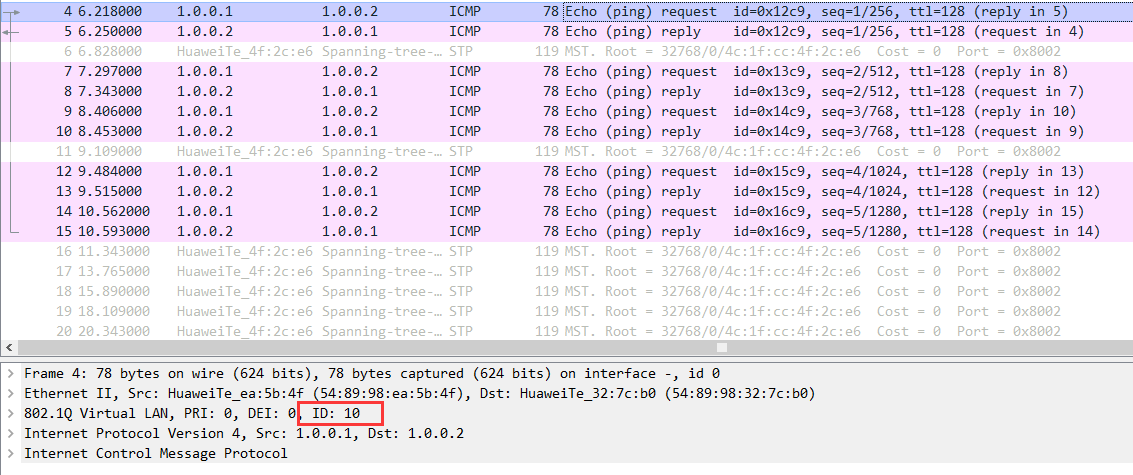 4 6.218000 1.0.0.1 1.0.0.2 ICMP 78 Echo (ping) request id=0x12c9, seq=1/256, ttl=128 (reply in 5)
5 6.250000 1.0.0.2 1.0.0.1 ICMP 78 Echo (ping) reply id=0x12c9, seq=1/256, ttl=128 (request in 4)
6 6.828000 HuaweiTe_4f:2c:e6 Spanning-tree-… STP 119 MST. Root = 32768/0/4c:1f:cc:4f:2c:e6 Cost = 0 Port = 0x8002
7 7.297000 1.0.0.1 1.0.0.2 ICMP 78 Echo (ping) request id=0x13c9, seq=2/512, ttl=128 (reply in 8)
8 7.343000 1.0.0.2 1.0.0.1 ICMP 78 Echo (ping) reply id=0x13c9, seq=2/512, ttl=128 (request in 7)
9 8.406000 1.0.0.1 1.0.0.2 ICMP 78 Echo (ping) request id=0x14c9, seq=3/768, ttl=128 (reply in 10)
10 8.453000 1.0.0.2 1.0.0.1 ICMP 78 Echo (ping) reply id=0x14c9, seq=3/768, ttl=128 (request in 9)
11 9.109000 HuaweiTe_4f:2c:e6 Spanning-tree-… STP 119 MST. Root = 32768/0/4c:1f:cc:4f:2c:e6 Cost = 0 Port = 0x8002
12 9.484000 1.0.0.1 1.0.0.2 ICMP 78 Echo (ping) request id=0x15c9, seq=4/1024, ttl=128 (reply in 13)
13 9.515000 1.0.0.2 1.0.0.1 ICMP 78 Echo (ping) reply id=0x15c9, seq=4/1024, ttl=128 (request in 12)
14 10.562000 1.0.0.1 1.0.0.2 ICMP 78 Echo (ping) request id=0x16c9, seq=5/1280, ttl=128 (reply in 15)
15 10.593000 1.0.0.2 1.0.0.1 ICMP 78 Echo (ping) reply id=0x16c9, seq=5/1280, ttl=128 (request in 14)
16 11.343000 HuaweiTe_4f:2c:e6 Spanning-tree-… STP 119 MST. Root = 32768/0/4c:1f:cc:4f:2c:e6 Cost = 0 Port = 0x8002
17 13.765000 HuaweiTe_4f:2c:e6 Spanning-tree-… STP 119 MST. Root = 32768/0/4c:1f:cc:4f:2c:e6 Cost = 0 Port = 0x8002
18 15.890000 HuaweiTe_4f:2c:e6 Spanning-tree-… STP 119 MST. Root = 32768/0/4c:1f:cc:4f:2c:e6 Cost = 0 Port = 0x8002
19 18.109000 HuaweiTe_4f:2c:e6 Spanning-tree-… STP 119 MST. Root = 32768/0/4c:1f:cc:4f:2c:e6 Cost = 0 Port = 0x8002
20 20.343000 HuaweiTe_4f:2c:e6 Spanning-tree-… STP 119 MST. Root = 32768/0/4c:1f:cc:4f:2c:e6 Cost = 0 Port = 0x8002
Frame 4: 78 bytes on wire (624 bits), 78 bytes captured (624 bits) on interface -, id 0
Ethernet II, Src: HuaweiTe_ea:5b:4f (54:89:98:ea:5b:4f), Dst: HuaweiTe_32:7c:b0 (54:89:98:32:7c:b0)
802.1Q Virtual LAN, PRI: 0, DEI: 0, ID: 10
Internet Protocol Version 4, Src: 1.0.0.1, Dst: 1.0.0.2
Internet Control Message Protocol